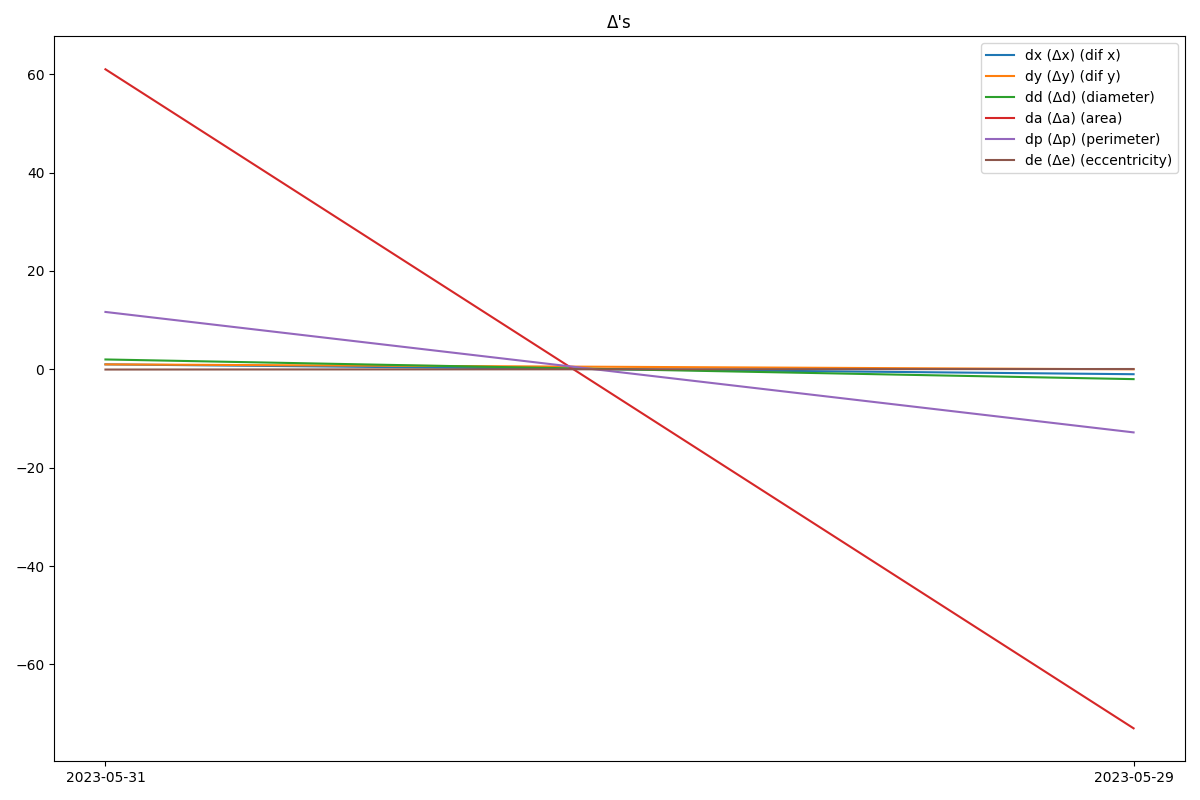 Δ's
dx (Δx) (dif x)
dy (Δy) (dif y)
dd (Δd) (diameter)
da (Δa) (area)
dp (Δp) (perimeter)
de (Δe) (eccentricity)
60
40
20
0
−20
−40
−60
2023-05-31 2023-05-29